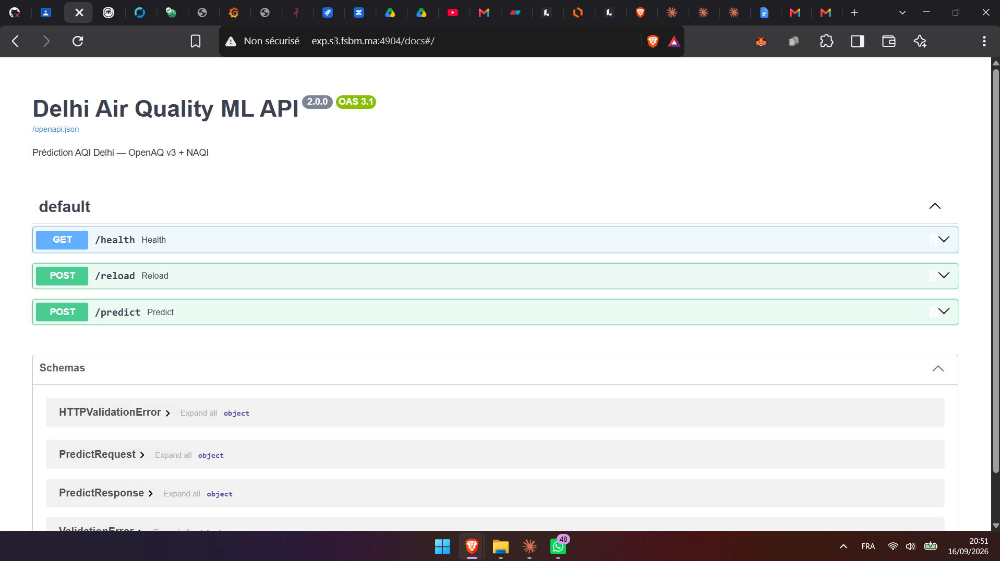 Non sécurisé exp.s3.fsbm.ma:4904/docs#/
Delhi Air Quality ML API 2.0.0 OAS 3.1
/openapi.json
Prédiction AQI Delhi — OpenAQ v3 + NAQI
default
GET /health Health
POST /reload Reload
POST /predict Predict
Schemas
HTTPValidationError Expand all object
PredictRequest Expand all object
PredictResponse Expand all object
ValidationError Expand all object
48
FRA
20:51
16/09/2026